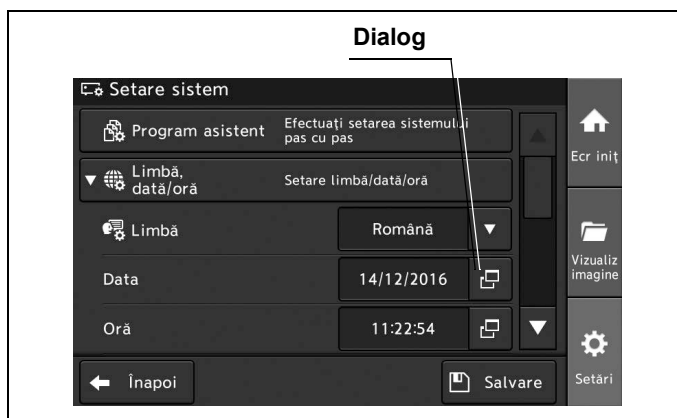 Dialog
Setare sistem
Program asistent
Efectuați setarea sistemului
pas cu pas
Limbă,
dată/oră
Setare limbă/dată/oră
Limbă
Română
Data
14/12/2016
Oră
11:22:54
Înapoi
Salvare
Ecr iniț
Vizualiz
imagine
Setări